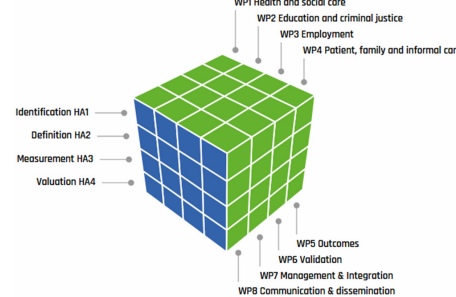 WP1 Health and social care
WP2 Education and criminal justice
WP3 Employment
WP4 Patient, family and informal
Identification HA1
Definition HA2
Measurement HA3
Valuation HA4
WP5 Outcomes
WP6 Validation
WP7 Management & Integration
WP8 Communication & dissemination